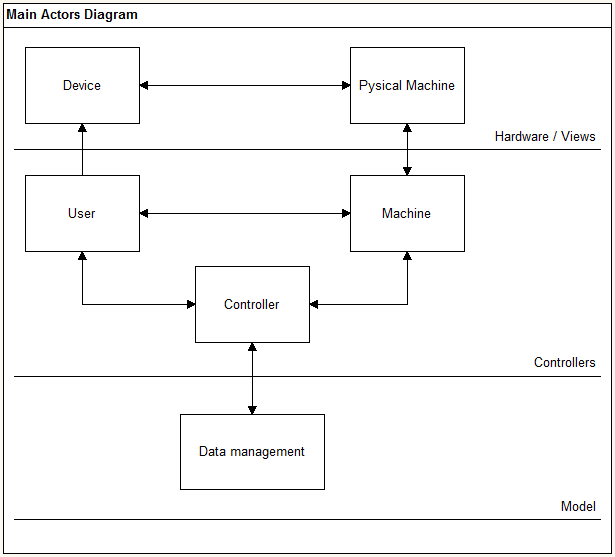 Main Actors Diagram
Device
Pysical Machine
Hardware / Views
User
Machine
Controller
Controllers
Data management
Model